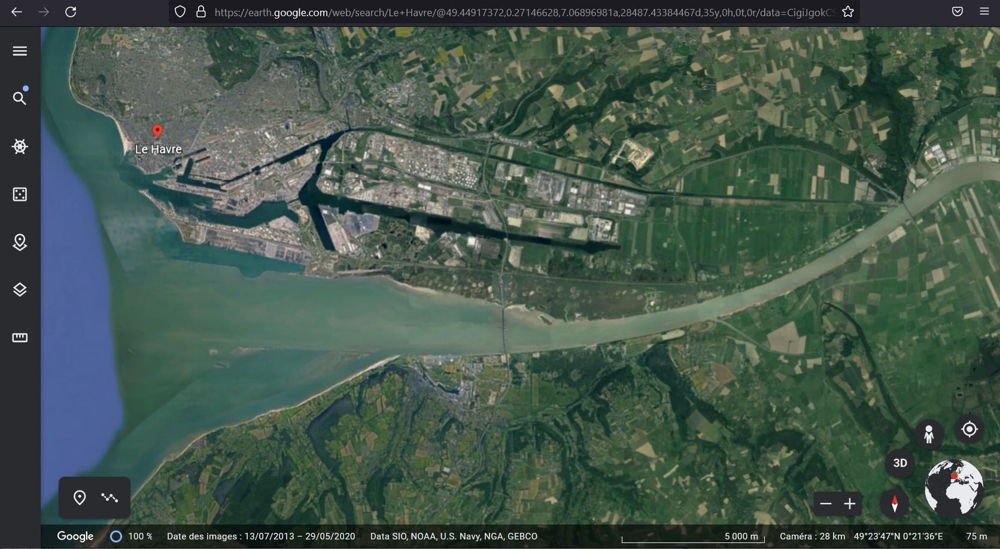 https://earth.google.com/web/search/Le+Havre/@49.44917372,0.27146628,7.06896981a,28487.43384467d,35y,0h,0t,0r/data=CigiJgokCS
Le Havre
3D
Google 100 % Date des images : 13/07/2013 – 29/05/2020 Data SIO, NOAA, U.S. Navy, NGA, GEBCO 5 000 m Caméra : 28 km 49°23'47"N 0°21'36"E 75 m